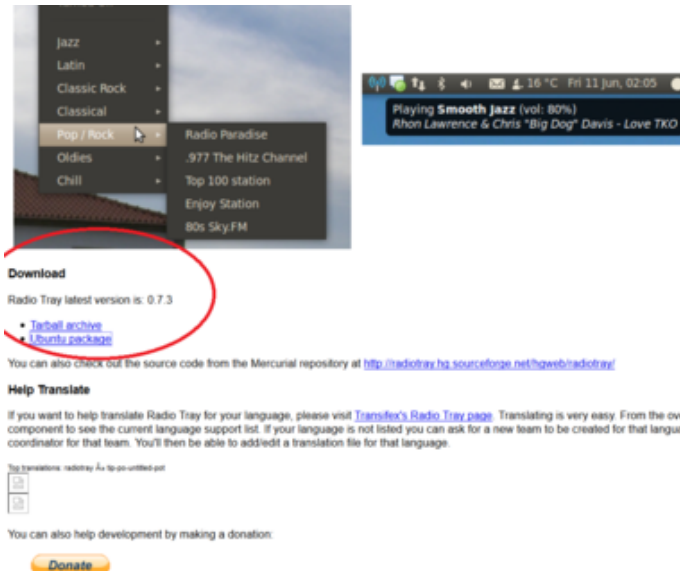 Jazz
Latin
Classic Rock
Classical
Pop / Rock
Oldies
Chill
Radio Paradise
.977 The Hitz Channel
Top 100 station
Enjoy Station
80s Sky.FM
16 °C Fri 11 Jun, 02:05
Playing Smooth Jazz (vol: 80%)
Rhon Lawrence & Chris "Big Dog" Davis - Love TKO
Download
Radio Tray latest version is: 0.7.3
Tarball archive
Ubuntu package
You can also check out the source code from the Mercurial repository at http://radiotray.hg.sourceforge.net/hgweb/radiotray/
Help Translate
If you want to help translate Radio Tray for your language, please visit Transifex's Radio Tray page. Translating is very easy. From the ove
component to see the current language support list. If your language is not listed you can ask for a new team to be created for that langua
coordinator for that team. You'll then be able to add/edit a translation file for that language.
Top translations: radiotray Â» tip-po-untitled-pot
You can also help development by making a donation:
Donate